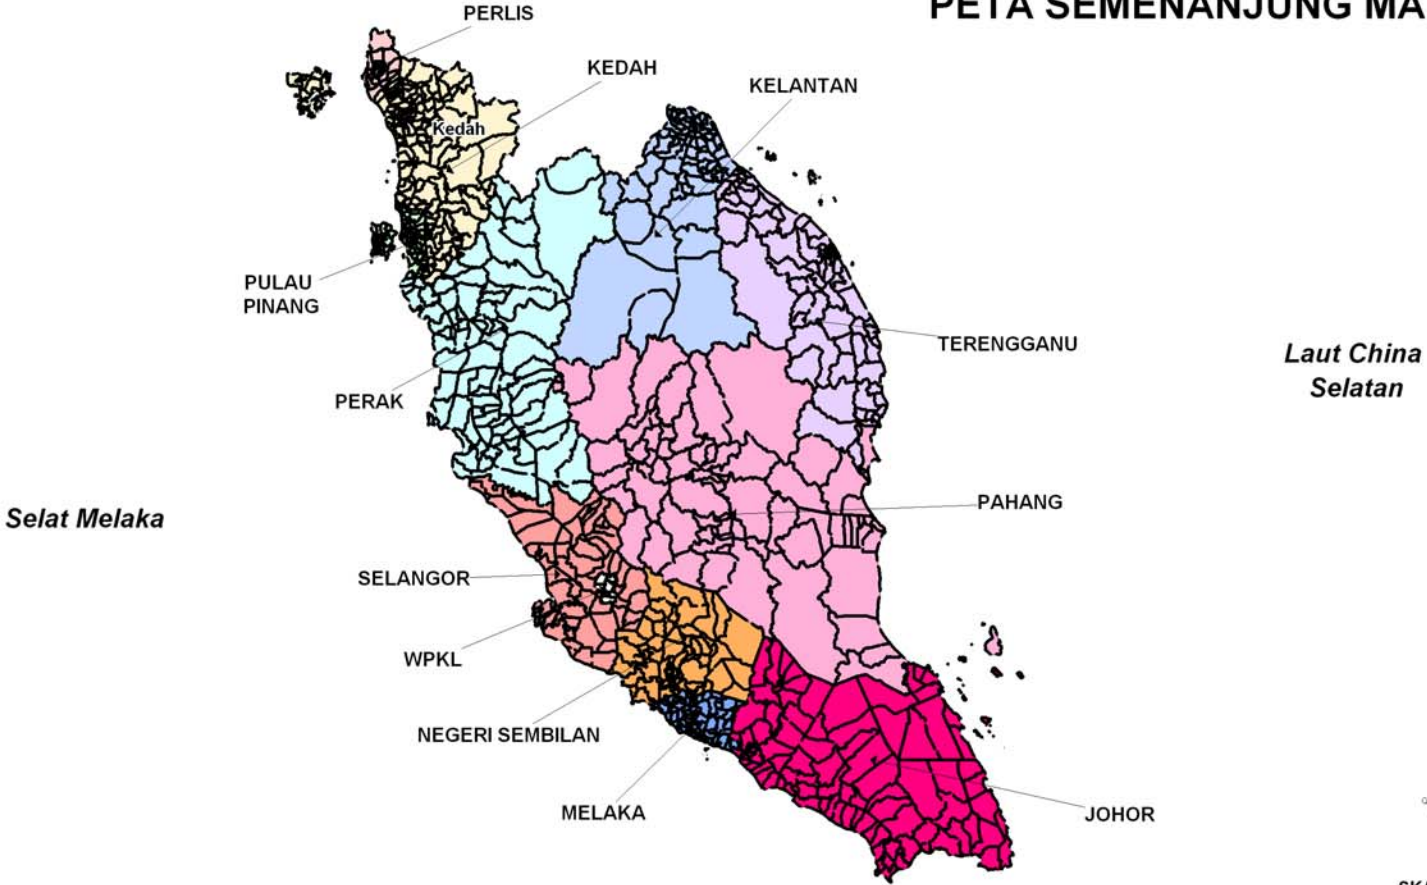 PETA SEMENANJUNG MA
PERLIS
KEDAH
KELANTAN
Kedah
PULAU
PINANG
TERENGGANU
Laut China
Selatan
PERAK
PAHANG
Selat Melaka
SELANGOR
WPKL
NEGERI SEMBILAN
MELAKA
JOHOR